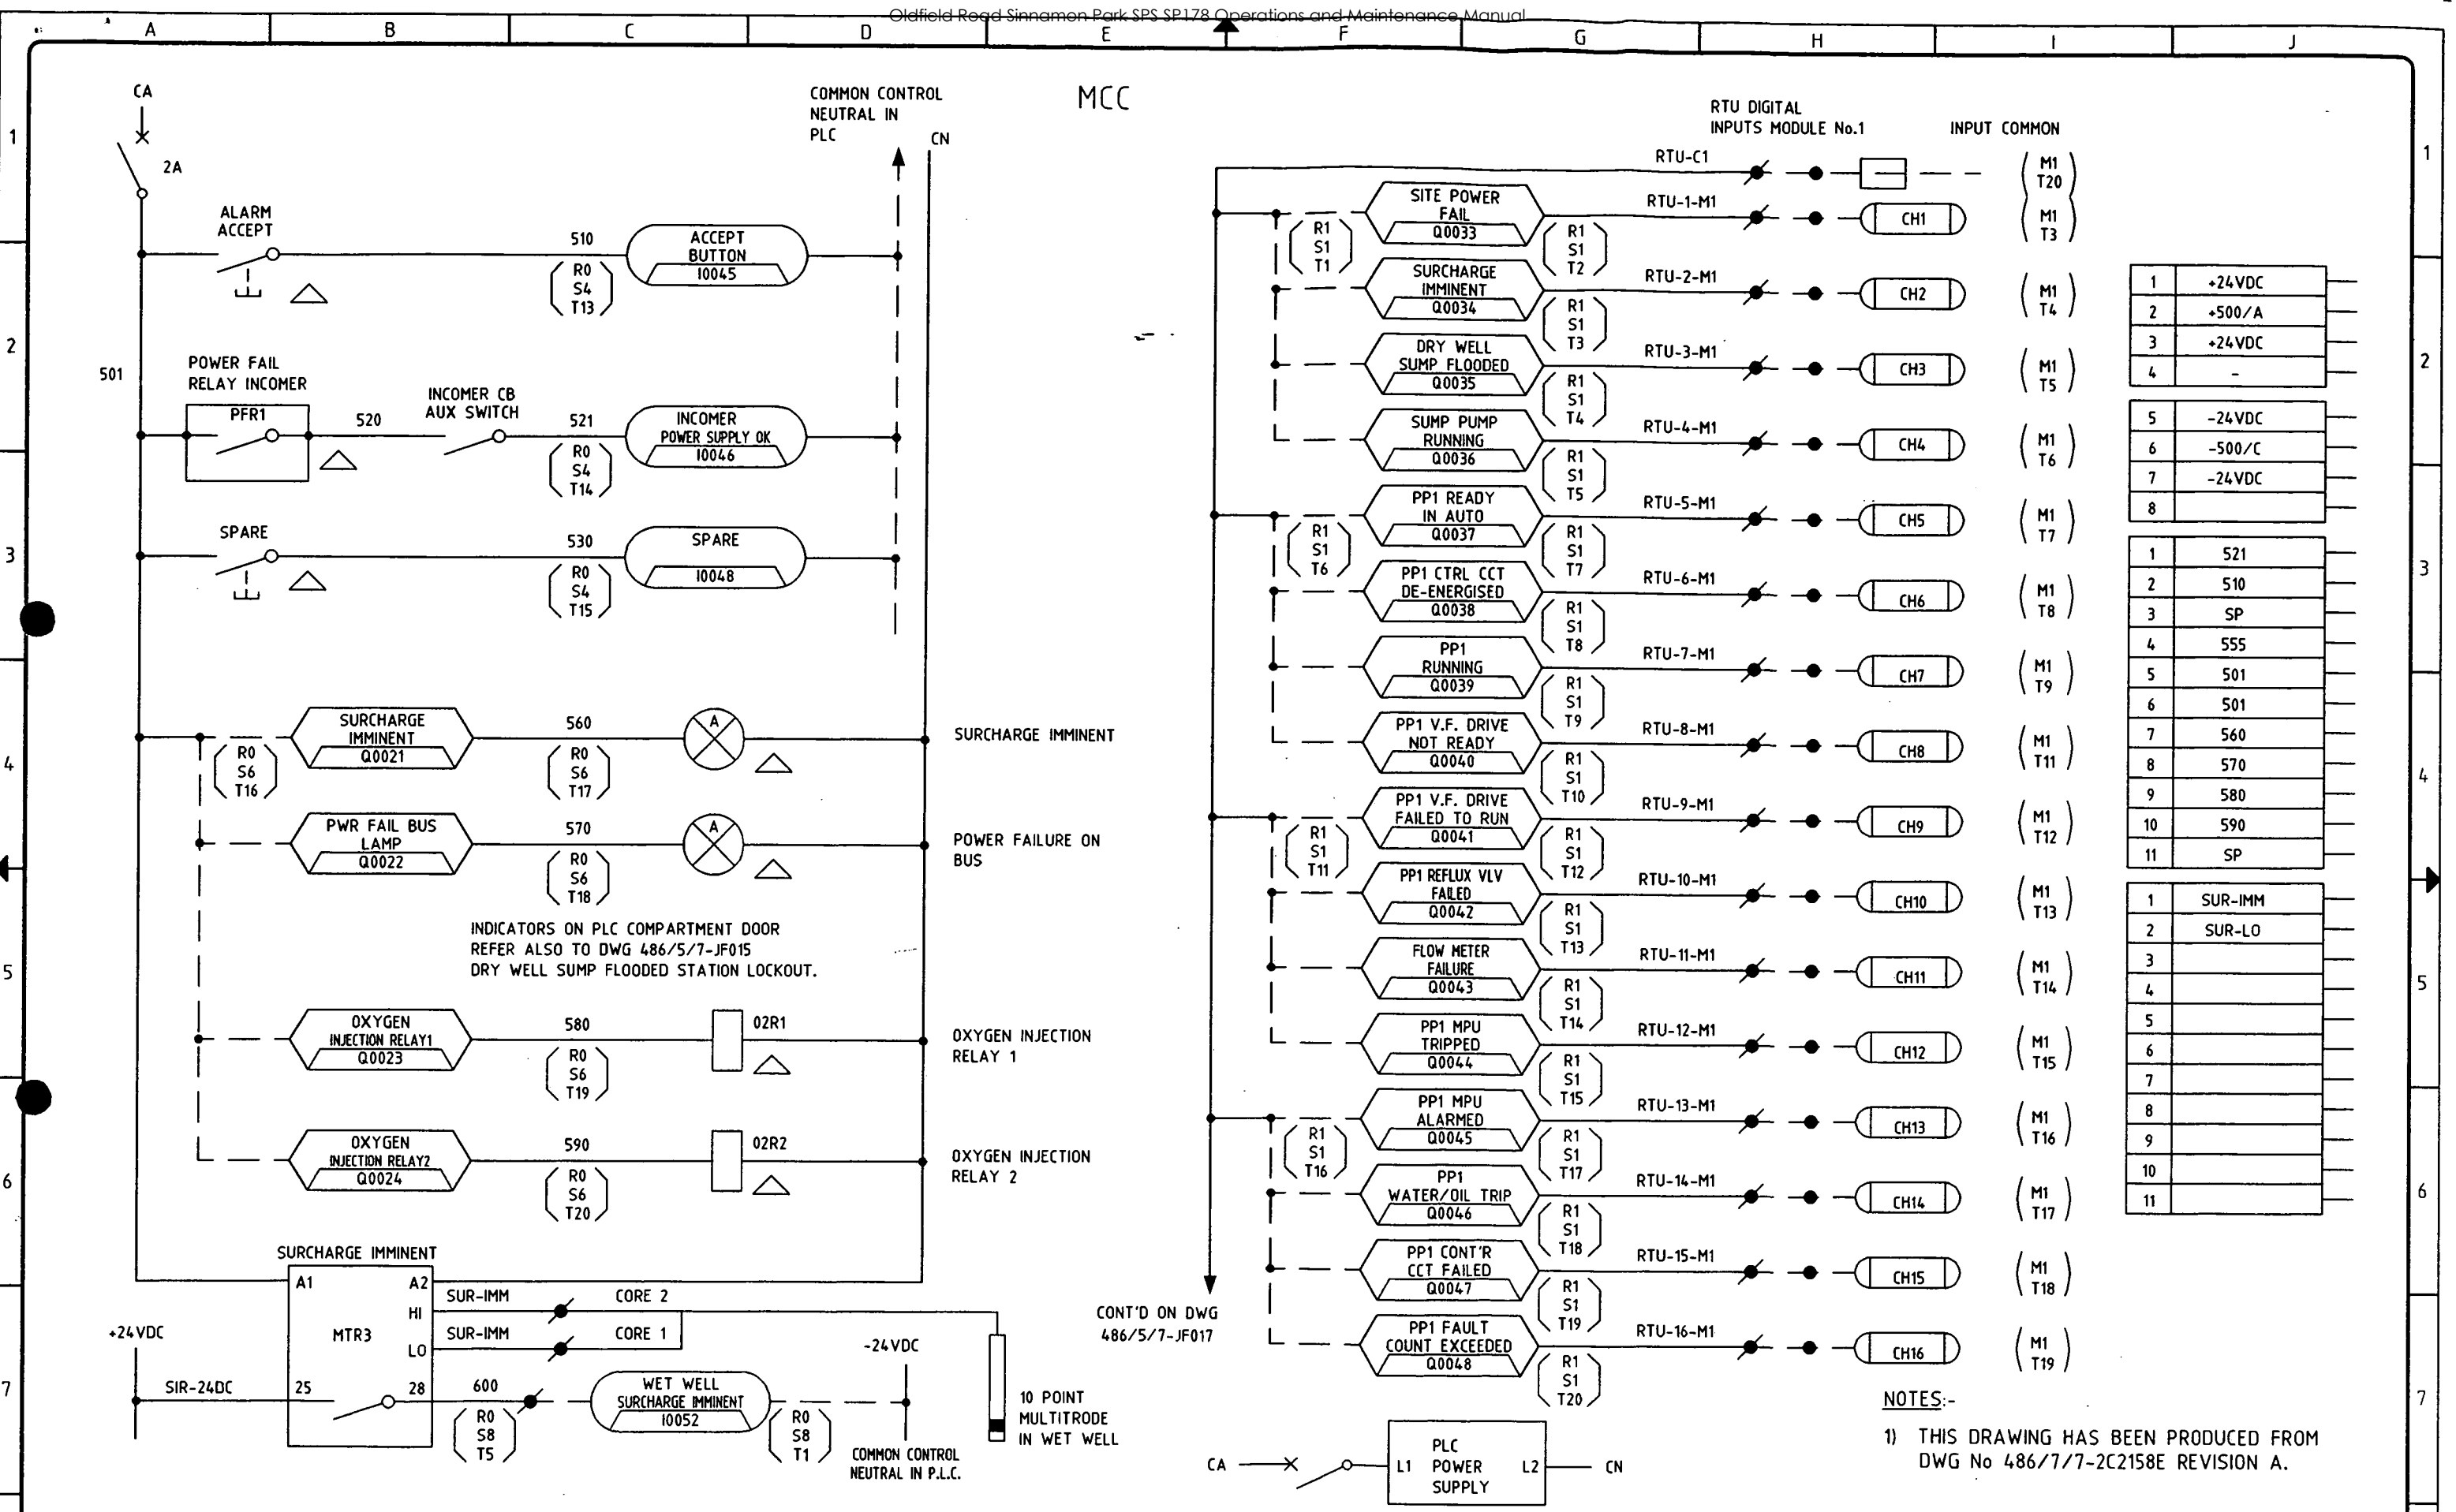 Oldfield Road Sinnamon Park SPS SP178 Operations and Maintenance Manual
A B C D E F G H I J
1
2
3
4
5
6
7
CA
2A
ALARM
ACCEPT
510
R0
S4
T13
ACCEPT
BUTTON
I0045
COMMON CONTROL
NEUTRAL IN
PLC
CN
501
POWER FAIL
RELAY INCOMER
PFR1
520
INCOMER CB
AUX SWITCH
521
R0
S4
T14
INCOMER
POWER SUPPLY OK
I0046
SPARE
530
R0
S4
T15
SPARE
I0048
R0
S6
T16
SURCHARGE
IMMINENT
Q0021
560
R0
S6
T17
A
SURCHARGE IMMINENT
PWR FAIL BUS
LAMP
Q0022
570
R0
S6
T18
A
POWER FAILURE ON
BUS
INDICATORS ON PLC COMPARTMENT DOOR
REFER ALSO TO DWG 486/5/7-JF015
DRY WELL SUMP FLOODED STATION LOCKOUT.
OXYGEN
INJECTION RELAY1
Q0023
580
R0
S6
T19
02R1
OXYGEN INJECTION
RELAY 1
OXYGEN
INJECTION RELAY2
Q0024
590
R0
S6
T20
02R2
OXYGEN INJECTION
RELAY 2
SURCHARGE IMMINENT
A1 A2
HI
MTR3
LO
25 28
SUR-IMM CORE 2
SUR-IMM CORE 1
+24VDC
SIR-24DC
600
R0
S8
T5
WET WELL
SURCHARGE IMMINENT
I0052
R0
S8
T1
-24VDC
COMMON CONTROL
NEUTRAL IN P.L.C.
10 POINT
MULTITRODE
IN WET WELL
MCC
RTU DIGITAL
INPUTS MODULE No.1
INPUT COMMON
RTU-C1
M1
T20
R1
S1
T1
SITE POWER
FAIL
Q0033
R1
S1
T2
RTU-1-M1
CH1
M1
T3
SURCHARGE
IMMINENT
Q0034
R1
S1
T3
RTU-2-M1
CH2
M1
T4
DRY WELL
SUMP FLOODED
Q0035
R1
S1
T4
RTU-3-M1
CH3
M1
T5
SUMP PUMP
RUNNING
Q0036
R1
S1
T5
RTU-4-M1
CH4
M1
T6
R1
S1
T6
PP1 READY
IN AUTO
Q0037
R1
S1
T7
RTU-5-M1
CH5
M1
T7
PP1 CTRL CCT
DE-ENERGISED
Q0038
R1
S1
T8
RTU-6-M1
CH6
M1
T8
PP1
RUNNING
Q0039
R1
S1
T9
RTU-7-M1
CH7
M1
T9
PP1 V.F. DRIVE
NOT READY
Q0040
R1
S1
T10
RTU-8-M1
CH8
M1
T11
R1
S1
T11
PP1 V.F. DRIVE
FAILED TO RUN
Q0041
R1
S1
T12
RTU-9-M1
CH9
M1
T12
PP1 REFLUX VLV
FAILED
Q0042
R1
S1
T13
RTU-10-M1
CH10
M1
T13
FLOW METER
FAILURE
Q0043
R1
S1
T14
RTU-11-M1
CH11
M1
T14
PP1 MPU
TRIPPED
Q0044
R1
S1
T15
RTU-12-M1
CH12
M1
T15
R1
S1
T16
PP1 MPU
ALARMED
Q0045
R1
S1
T17
RTU-13-M1
CH13
M1
T16
PP1
WATER/OIL TRIP
Q0046
R1
S1
T18
RTU-14-M1
CH14
M1
T17
PP1 CONT'R
CCT FAILED
Q0047
R1
S1
T19
RTU-15-M1
CH15
M1
T18
PP1 FAULT
COUNT EXCEEDED
Q0048
R1
S1
T20
RTU-16-M1
CH16
M1
T19
CONT'D ON DWG
486/5/7-JF017
CA
L1 L2
PLC
POWER
SUPPLY
CN
1 +24VDC
2 +500/A
3 +24VDC
4 -
5 -24VDC
6 -500/C
7 -24VDC
8
1 521
2 510
3 SP
4 555
5 501
6 501
7 560
8 570
9 580
10 590
11 SP
1 SUR-IMM
2 SUR-LO
3
4
5
6
7
8
9
10
11
1
2
3
4
5
6
7
NOTES:-
1) THIS DRAWING HAS BEEN PRODUCED FROM
DWG No 486/7/7-2C2158E REVISION A.